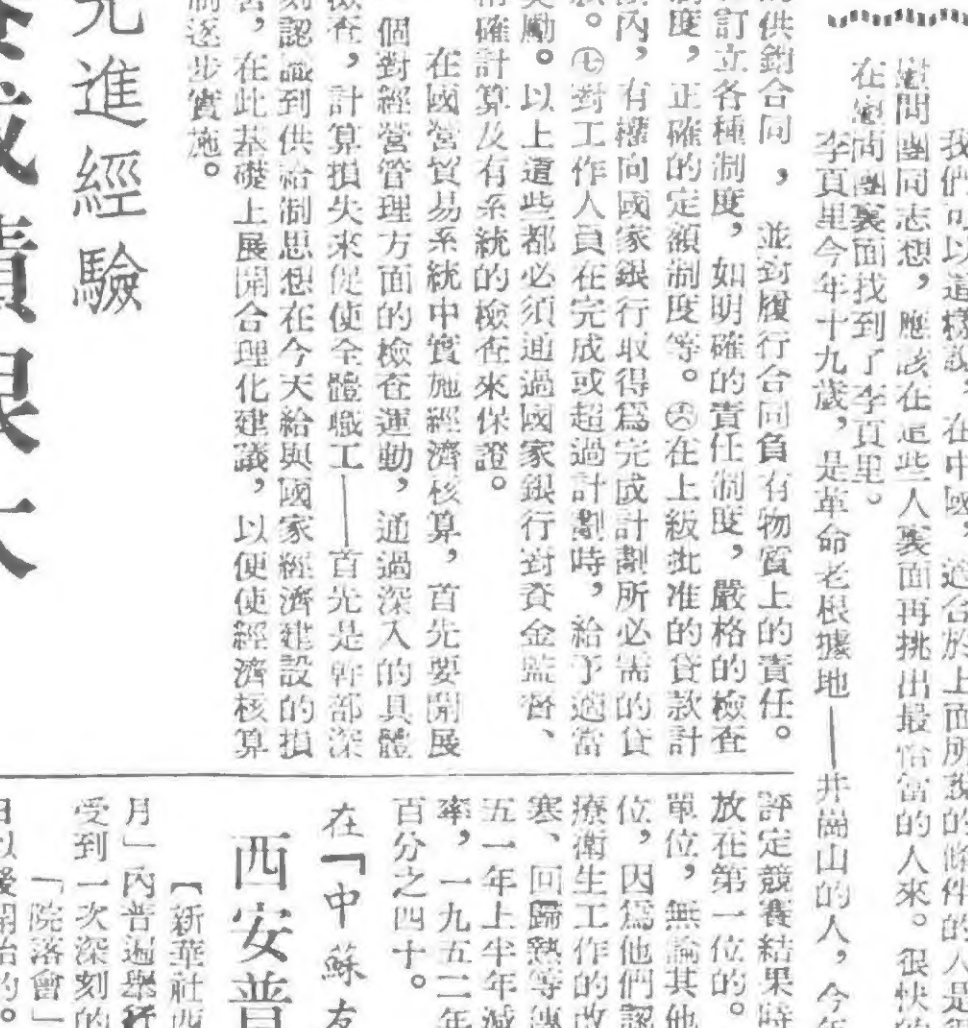 我們可以這樣說，在中國，適合於上面所說的條件的人是
慰問團同志想，應該在這些人裏面再挑出最恰當的人來。很快
在慰問團裏面找到了李頁里。
李頁里今年十九歲，是革命老根據地——井崗山的人，今年
供銷合同，並對履行合同負有物質上的責任。
訂立各種制度，如明確的責任制度，嚴格的檢查
制度，正確的定額制度等。㊅在上級批准的貸款計
內，有權向國家銀行取得爲完成計劃所必需的貸
。㊆對工作人員在完成或超過計劃時，給予適當
獎勵。以上這些都必須通過國家銀行對資金監督、
精確計算及有系統的檢查來保證。
在國營貿易系統中實施經濟核算，首先要開展
個對經營管理方面的檢查運動，通過深入的具體
檢查，計算損失來促使全體職工——首先是幹部深
刻認識到供給制思想在今天給與國家經濟建設的損
害，在此基礎上展開合理化建議，以便使經濟核算
制逐步實施。
先進經驗
成績很大
評定競賽結果時
放在第一位的。
單位，無論其他
位，因爲他們認
療衛生工作的改
寒、回歸熱等傳
五一年上半年減
率，一九五二年
百分之四十。
在「中蘇友
西安普
【新華社西
月」內普遍舉行
受到一次深刻的
「院落會」
日以後開始的。